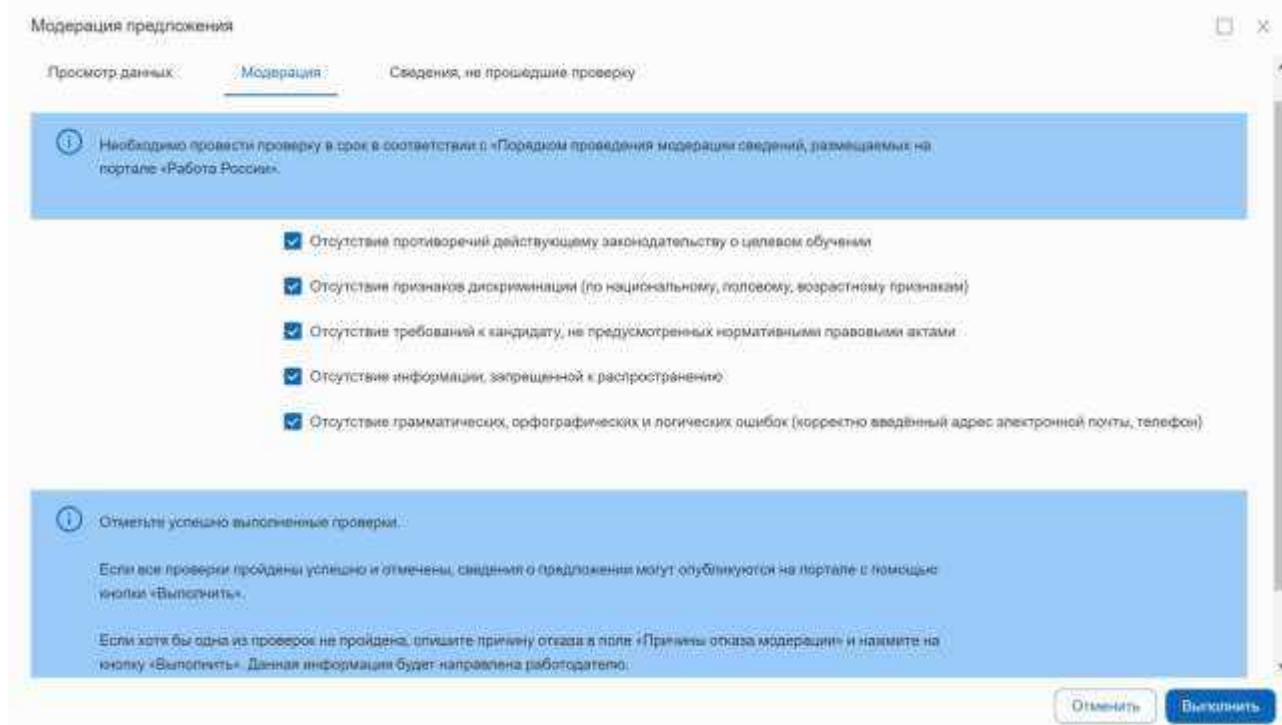 Модерация предложения
Просмотр данных Модерация Сведения, не прошедшие проверку
Необходимо провести проверку в срок в соответствии с «Порядком проведения модерации сведений, размещаемых на
портале «Работа России».
Отсутствие противоречий действующему законодательству о целевом обучении
Отсутствие признаков дискриминации (по национальному, половому, возрастному признакам)
Отсутствие требований к кандидату, не предусмотренных нормативными правовыми актами
Отсутствие информации, запрещенной к распространению
Отсутствие грамматических, орфографических и логических ошибок (корректно введённый адрес электронной почты, телефон)
Отметьте успешно выполненные проверки.
Если все проверки пройдены успешно и отмечены, сведения о предложении могут опубликуются на портале с помощью
кнопки «Выполнить».
Если хотя бы одна из проверок не пройдена, опишите причину отказа в поле «Причины отказа модерации» и нажмите на
кнопку «Выполнить». Данная информация будет направлена работодателю.
Отменить Выполнить